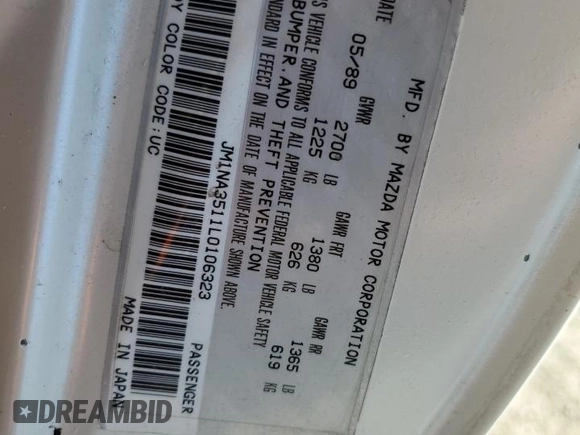 MFD. BY MAZDA MOTOR CORPORATION
DATE GVWR GAWR FRT GAWR RR
05/89 2700 LB 1380 LB 1365 LB
1225 KG 626 KG 619 KG
VEHICLE CONFORMS TO ALL APPLICABLE FEDERAL MOTOR VEHICLE SAFETY
BUMPER.AND THEFT PREVENTION
IN EFFECT ON THE DATE OF MANUFACTURE SHOWN ABOVE.
JM1NA3511L0106323 PASSENGER
COLOR CODE:UC MADE IN JAPAN
DREAMBID